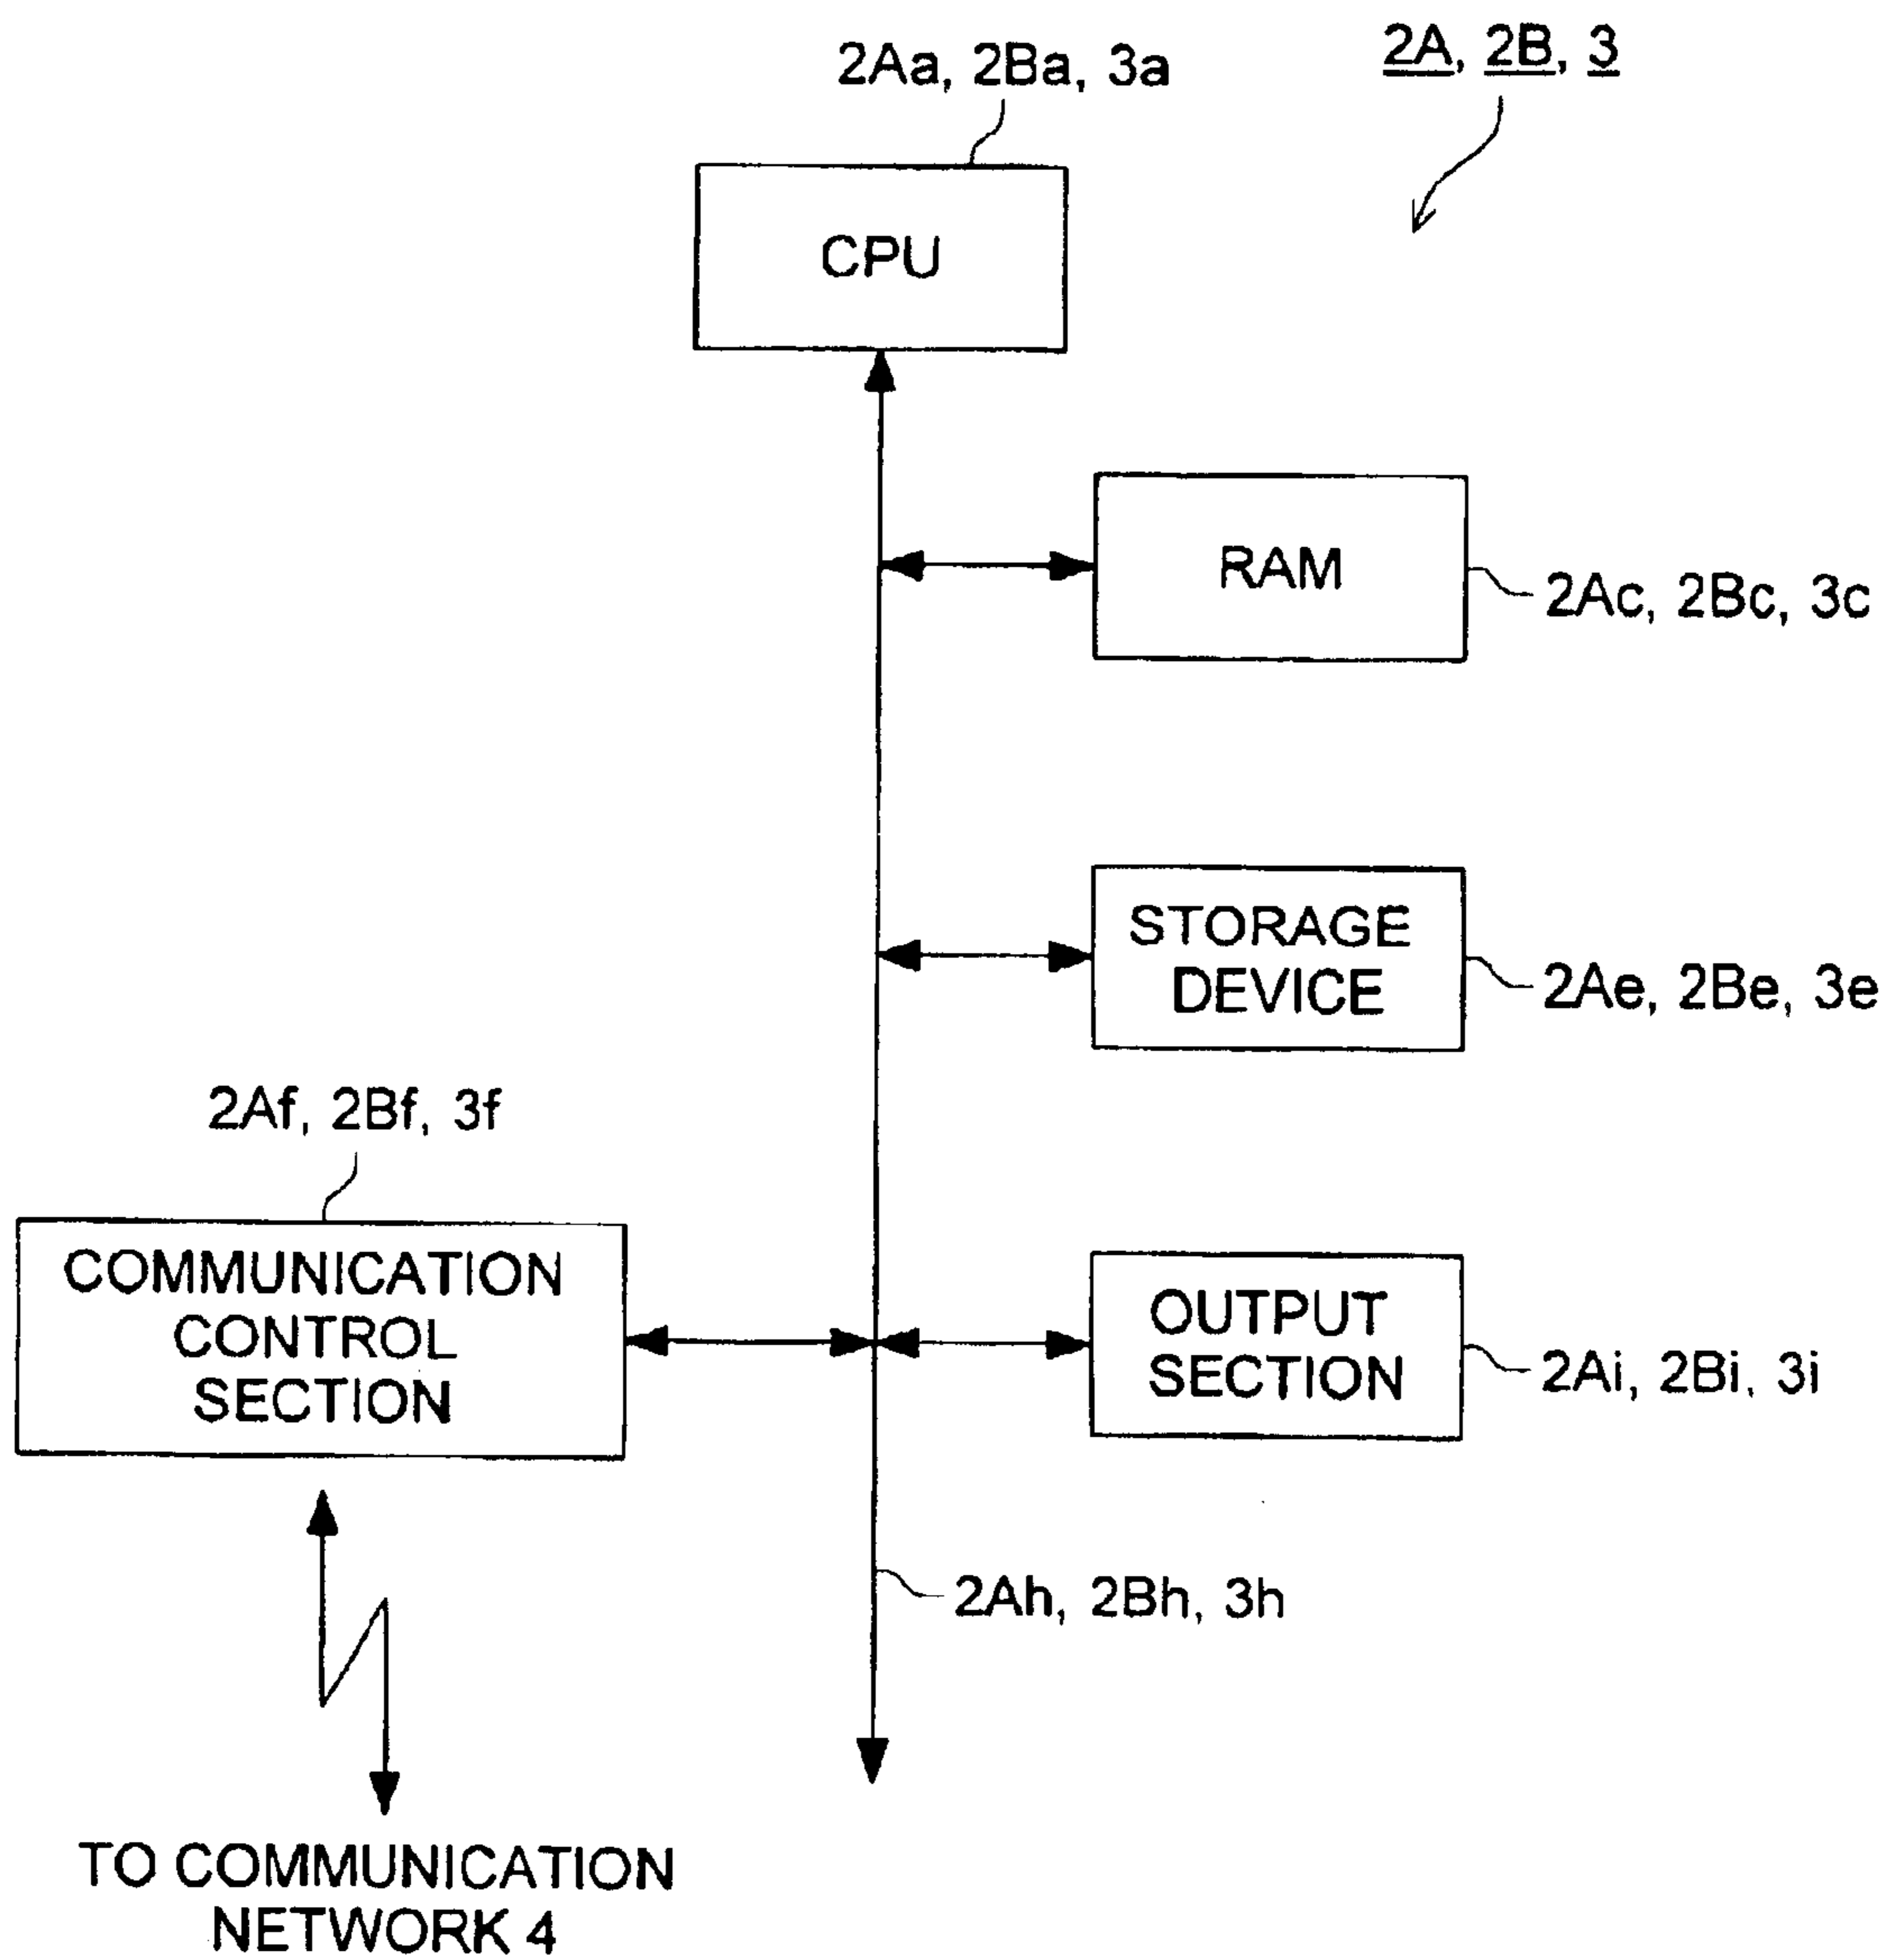 2Aa, 2Ba, 3a
2A, 2B, 3
CPU
RAM
2Ac, 2Bc, 3c
STORAGE
DEVICE
2Ae, 2Be, 3e
2Af, 2Bf, 3f
COMMUNICATION
CONTROL
SECTION
OUTPUT
SECTION
2Ai, 2Bi, 3i
2Ah, 2Bh, 3h
TO COMMUNICATION
NETWORK 4